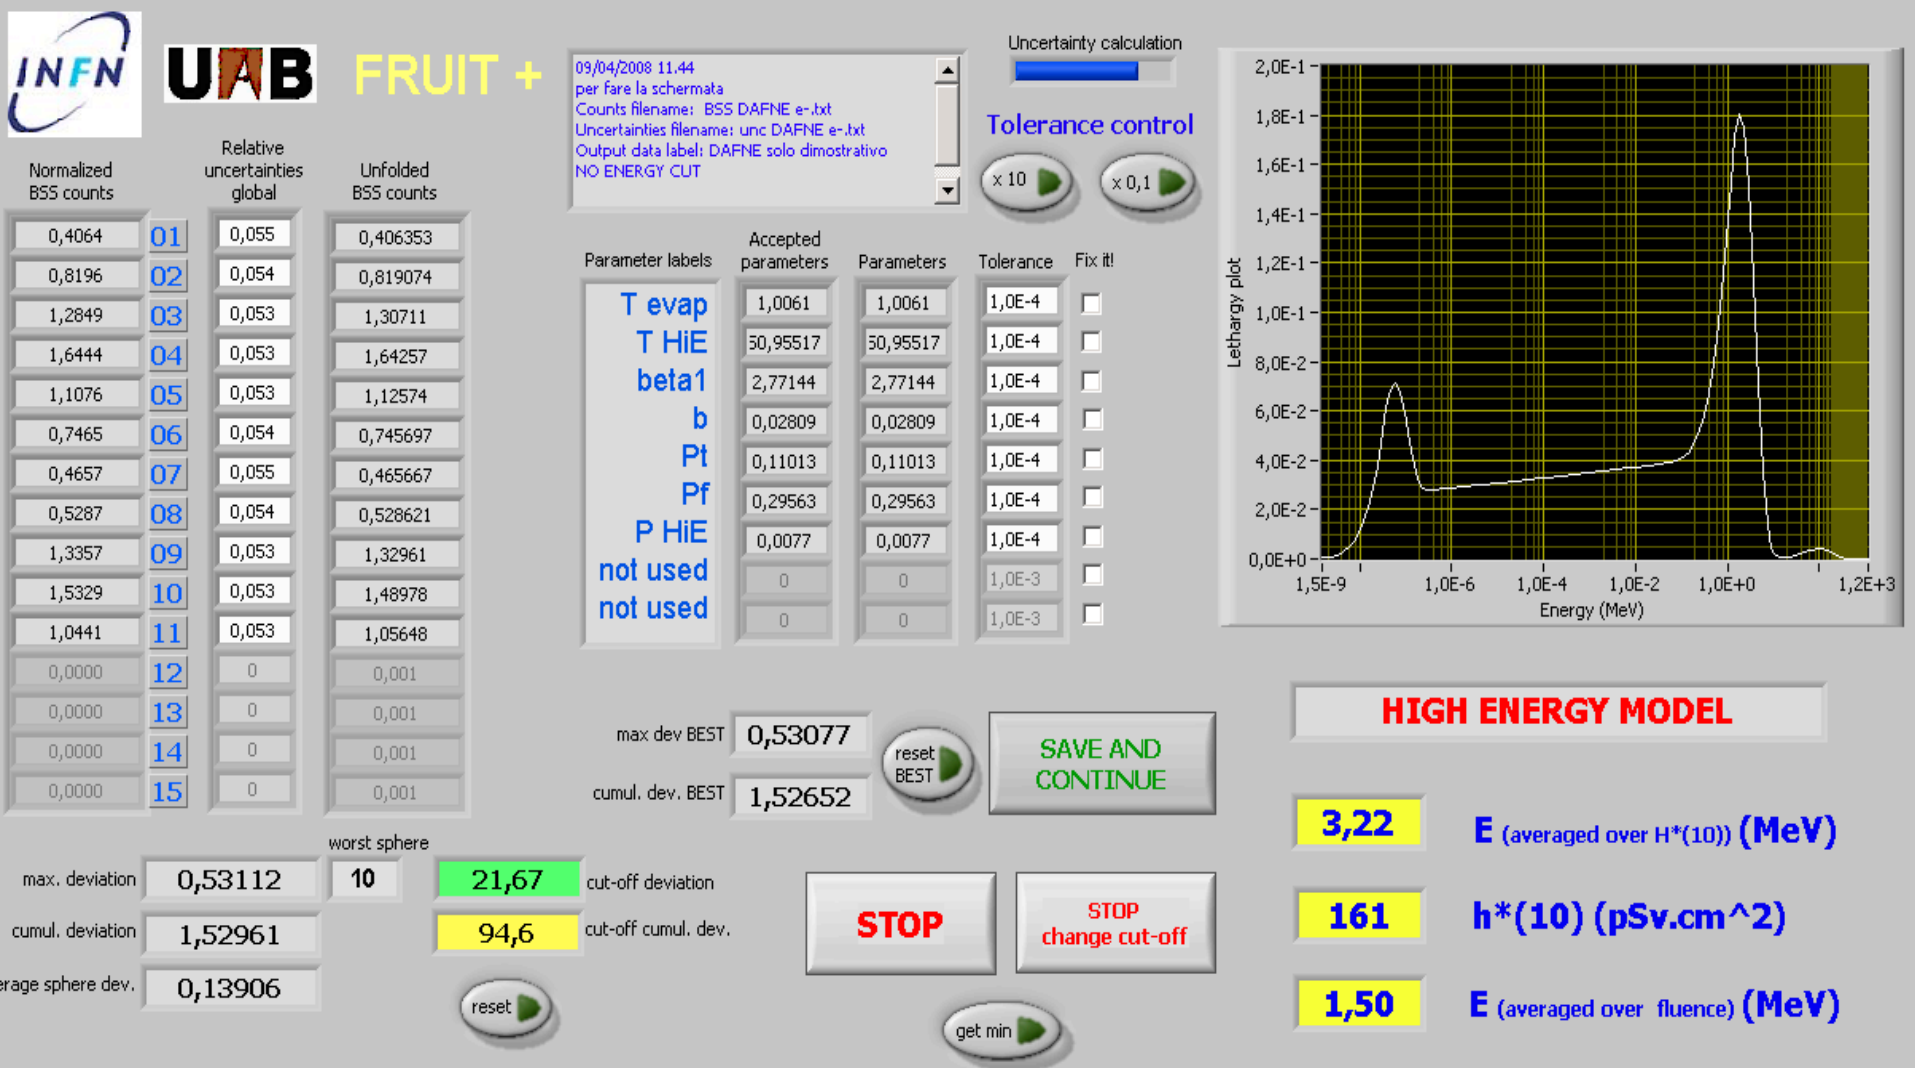 INFN
UAB
FRUIT +
09/04/2008 11.44
per fare la schermata
Counts filename: BSS DAFNE e-.txt
Uncertainties filename: unc DAFNE e-.txt
Output data label: DAFNE solo dimostrativo
NO ENERGY CUT
Uncertainty calculation
Tolerance control
x 10
x 0,1
Normalized BSS counts
Relative uncertainties global
Unfolded BSS counts
0,4064 01 0,055 0,406353
0,8196 02 0,054 0,819074
1,2849 03 0,053 1,30711
1,6444 04 0,053 1,64257
1,1076 05 0,053 1,12574
0,7465 06 0,054 0,745697
0,4657 07 0,055 0,465667
0,5287 08 0,054 0,528621
1,3357 09 0,053 1,32961
1,5329 10 0,053 1,48978
1,0441 11 0,053 1,05648
0,0000 12 0 0,001
0,0000 13 0 0,001
0,0000 14 0 0,001
0,0000 15 0 0,001
Parameter labels Accepted parameters Parameters Tolerance Fix it!
T evap 1,0061 1,0061 1,0E-4
T HiE 50,95517 50,95517 1,0E-4
beta1 2,77144 2,77144 1,0E-4
b 0,02809 0,02809 1,0E-4
Pt 0,11013 0,11013 1,0E-4
Pf 0,29563 0,29563 1,0E-4
P HiE 0,0077 0,0077 1,0E-4
not used 0 0 1,0E-3
not used 0 0 1,0E-3
Lethargy plot
2,0E-1
1,8E-1
1,6E-1
1,4E-1
1,2E-1
1,0E-1
8,0E-2
6,0E-2
4,0E-2
2,0E-2
0,0E+0
1,5E-9 1,0E-6 1,0E-4 1,0E-2 1,0E+0 1,2E+3
Energy (MeV)
max dev BEST 0,53077
cumul. dev. BEST 1,52652
reset BEST
SAVE AND
CONTINUE
HIGH ENERGY MODEL
3,22 E (averaged over H*(10)) (MeV)
161 h*(10) (pSv.cm^2)
1,50 E (averaged over fluence) (MeV)
worst sphere
max. deviation 0,53112 10 21,67 cut-off deviation
cumul. deviation 1,52961 94,6 cut-off cumul. dev.
erage sphere dev. 0,13906
reset
STOP
STOP
change cut-off
get min